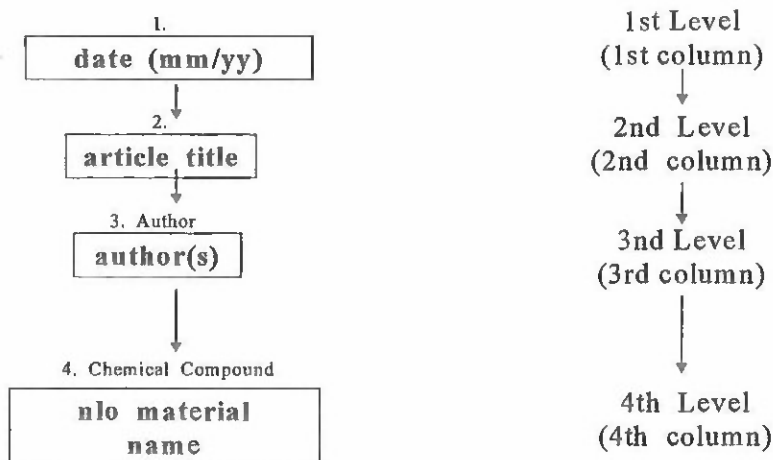 1.
date (mm/yy)
2.
article title
3. Author
author(s)
4. Chemical Compound
nlo material
name
1st Level
(1st column)
2nd Level
(2nd column)
3nd Level
(3rd column)
4th Level
(4th column)